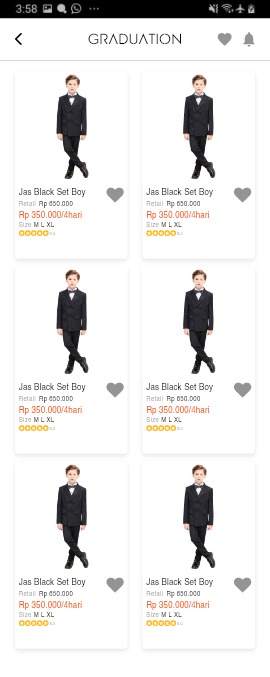 3:58
GRADUATION
Jas Black Set Boy
Retail Rp 650.000
Rp 350.000/4hari
Size M L XL
Jas Black Set Boy
Retail Rp 650.000
Rp 350.000/4hari
Size M L XL
Jas Black Set Boy
Retail Rp 650.000
Rp 350.000/4hari
Size M L XL
Jas Black Set Boy
Retail Rp 650.000
Rp 350.000/4hari
Size M L XL
Jas Black Set Boy
Retail Rp 650.000
Rp 350.000/4hari
Size M L XL
Jas Black Set Boy
Retail Rp 650.000
Rp 350.000/4hari
Size M L XL